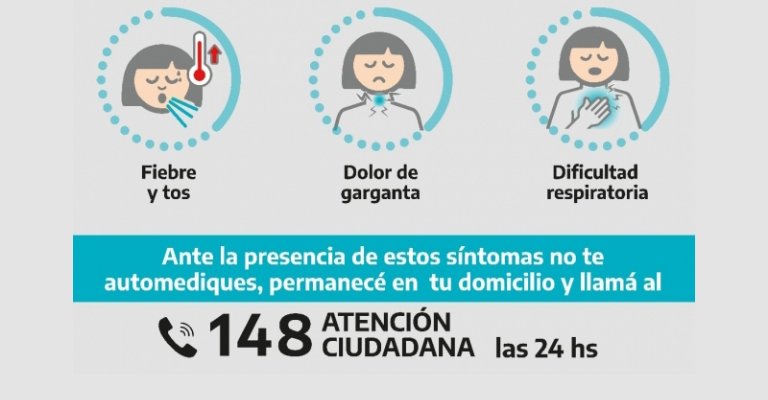 Fiebre
y tos
Dolor de
garganta
Dificultad
respiratoria
Ante la presencia de estos síntomas no te
automediques, permanecé en tu domicilio y llamá al
148 ATENCIÓN
CIUDADANA las 24 hs